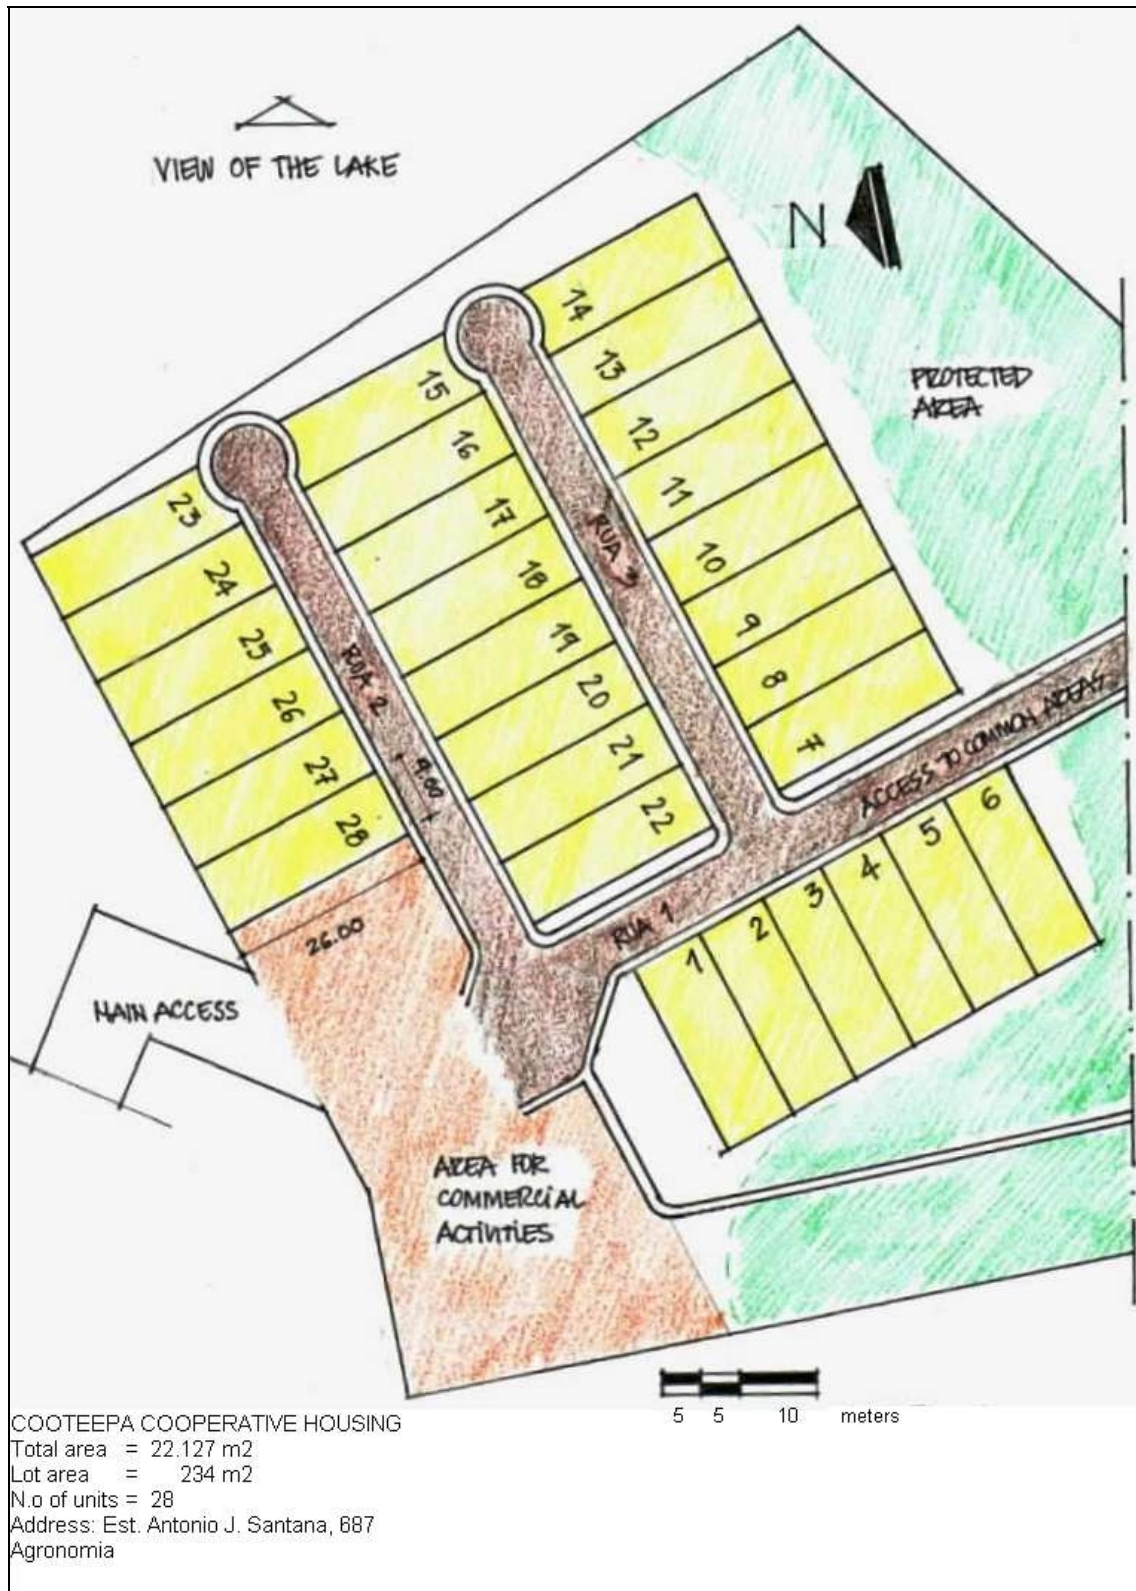 VIEW OF THE LAKE
N
PROTECTED
AREA
14
13
12
11
10
9
8
7
15
16
17
18
19
20
21
22
23
24
25
26
27
28
RUA 3
RUA 2
9.00
RUA 1
ACCESS TO COMMON AREAS
1
2
3
4
5
6
26.00
MAIN ACCESS
AREA FOR
COMMERCIAL
ACTIVITIES
5 5 10 meters
COOTEEPA COOPERATIVE HOUSING
Total area = 22.127 m2
Lot area = 234 m2
N.o of units = 28
Address: Est. Antonio J. Santana, 687
Agronomia